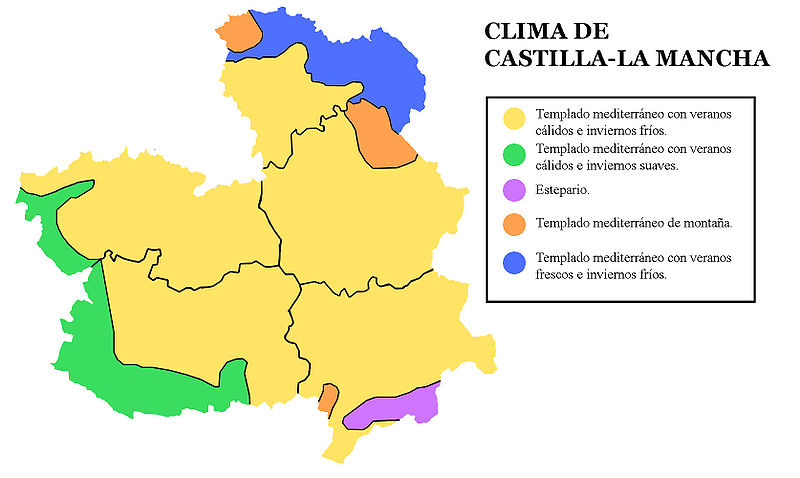 CLIMA DE
CASTILLA-LA MANCHA
Templado mediterráneo con veranos
cálidos e inviernos fríos.
Templado mediterráneo con veranos
cálidos e inviernos suaves.
Estepario.
Templado mediterráneo de montaña.
Templado mediterráneo con veranos
frescos e inviernos fríos.